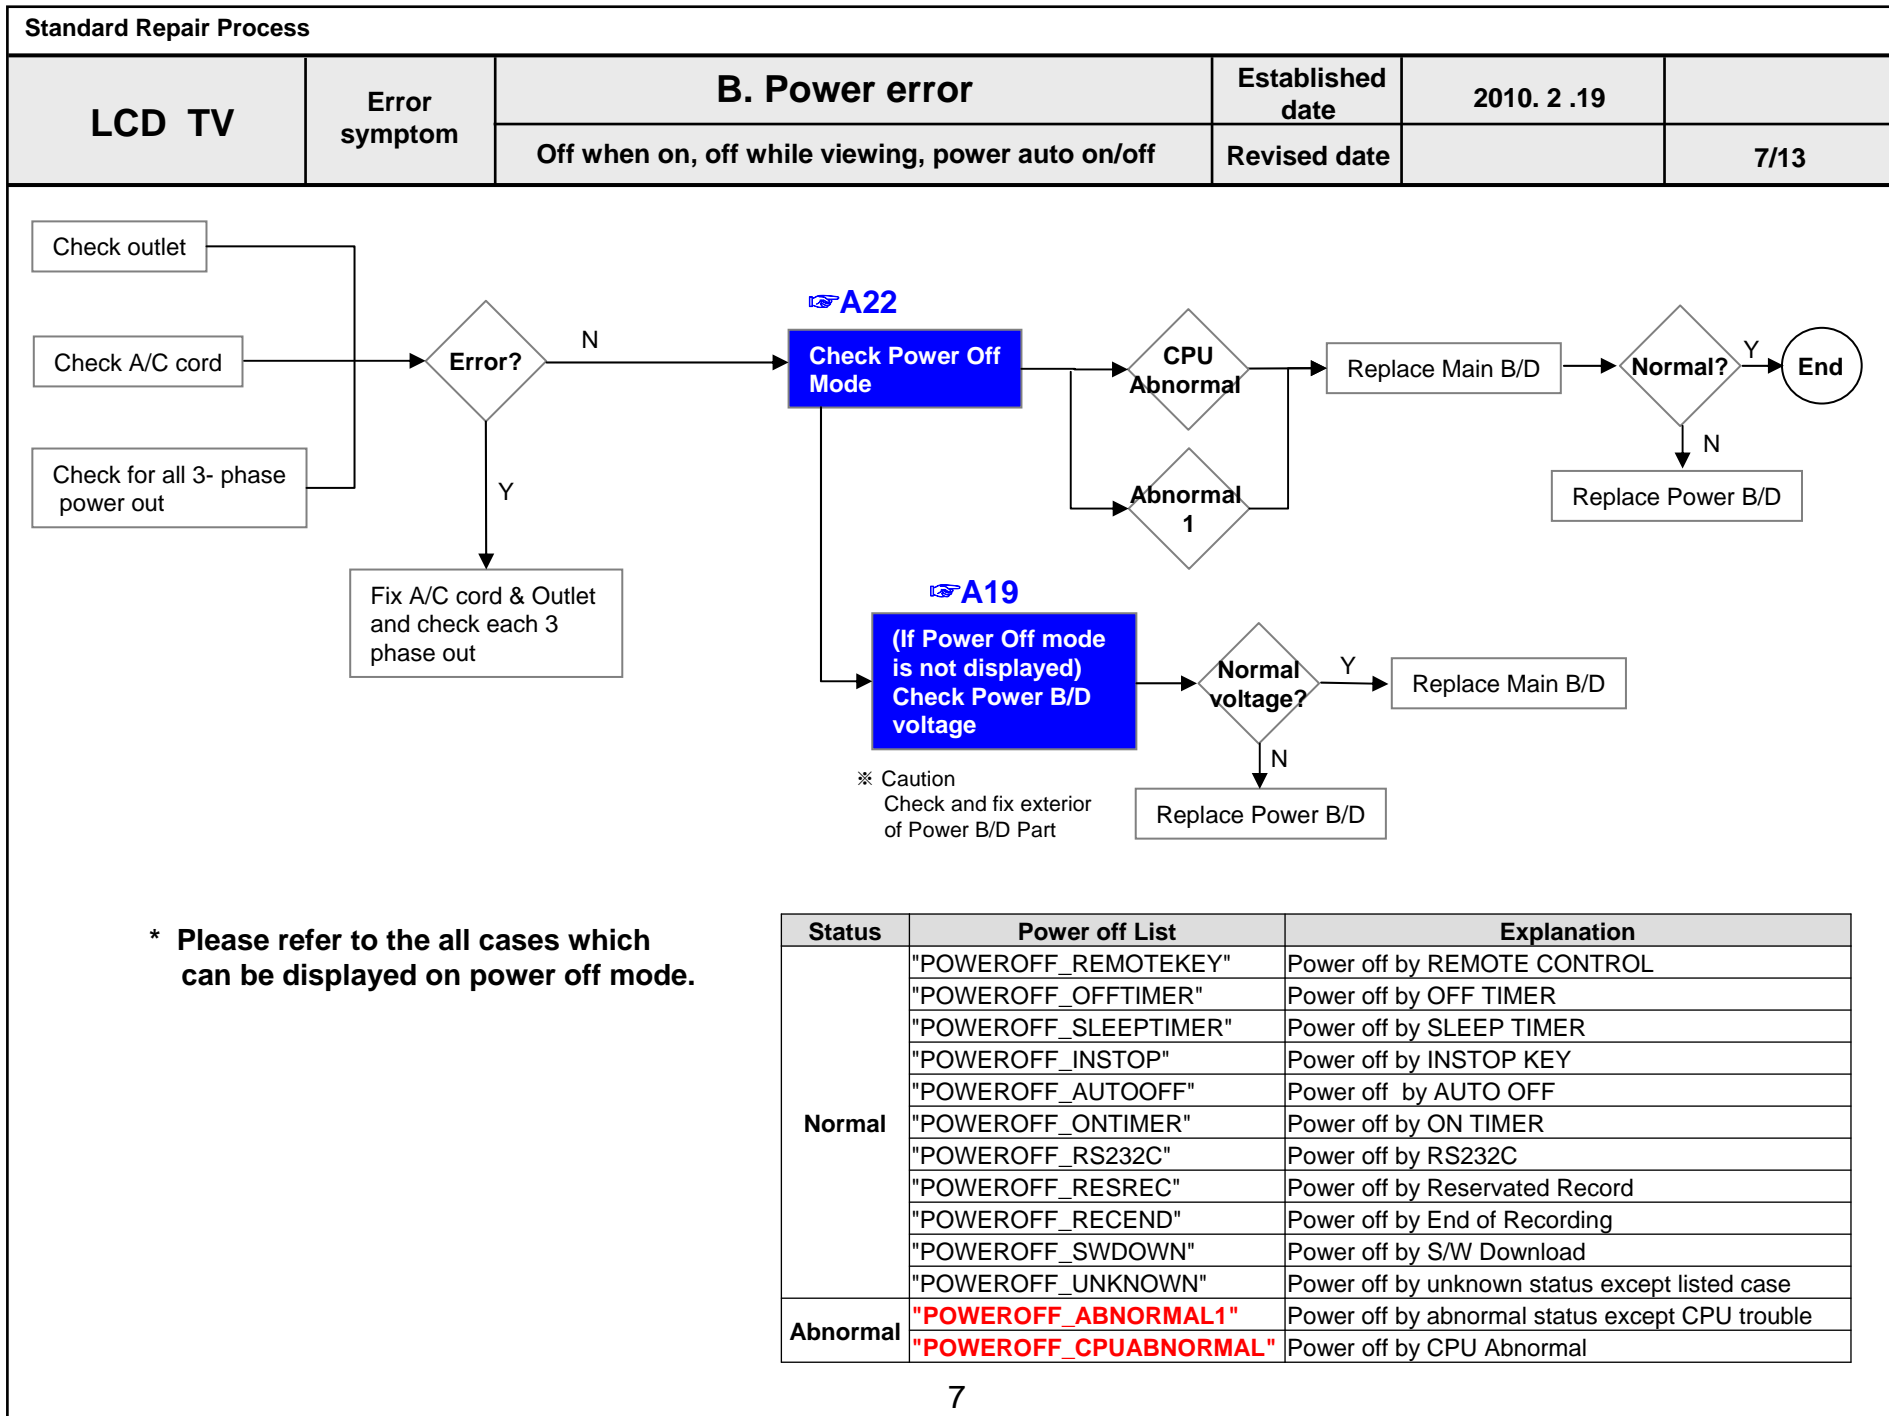 Standard Repair Process
LCD  TV
Error
symptom
B. Power error
Off when on, off while viewing, power auto on/off
Established
date
2010. 2 .19
Revised date
7/13
Check outlet
Check A/C cord
Check for all 3- phase
power out
Error?
N
Y
Fix A/C cord & Outlet
and check each 3
phase out
☞A22
Check Power Off
Mode
CPU
Abnormal
Abnormal
1
Replace Main B/D
Normal?
Y
End
N
Replace Power B/D
☞A19
(If Power Off mode
is not displayed)
Check Power B/D
voltage
Normal
voltage?
Y
Replace Main B/D
N
Replace Power B/D
※ Caution
Check and fix exterior
of Power B/D Part
* Please refer to the all cases which
can be displayed on power off mode.
Status Power off List Explanation
Normal
"POWEROFF_REMOTEKEY" Power off by REMOTE CONTROL
"POWEROFF_OFFTIMER" Power off by OFF TIMER
"POWEROFF_SLEEPTIMER" Power off by SLEEP TIMER
"POWEROFF_INSTOP" Power off by INSTOP KEY
"POWEROFF_AUTOOFF" Power off  by AUTO OFF
"POWEROFF_ONTIMER" Power off by ON TIMER
"POWEROFF_RS232C" Power off by RS232C
"POWEROFF_RESREC" Power off by Reservated Record
"POWEROFF_RECEND" Power off by End of Recording
"POWEROFF_SWDOWN" Power off by S/W Download
"POWEROFF_UNKNOWN" Power off by unknown status except listed case
Abnormal
"POWEROFF_ABNORMAL1" Power off by abnormal status except CPU trouble
"POWEROFF_CPUABNORMAL" Power off by CPU Abnormal
7